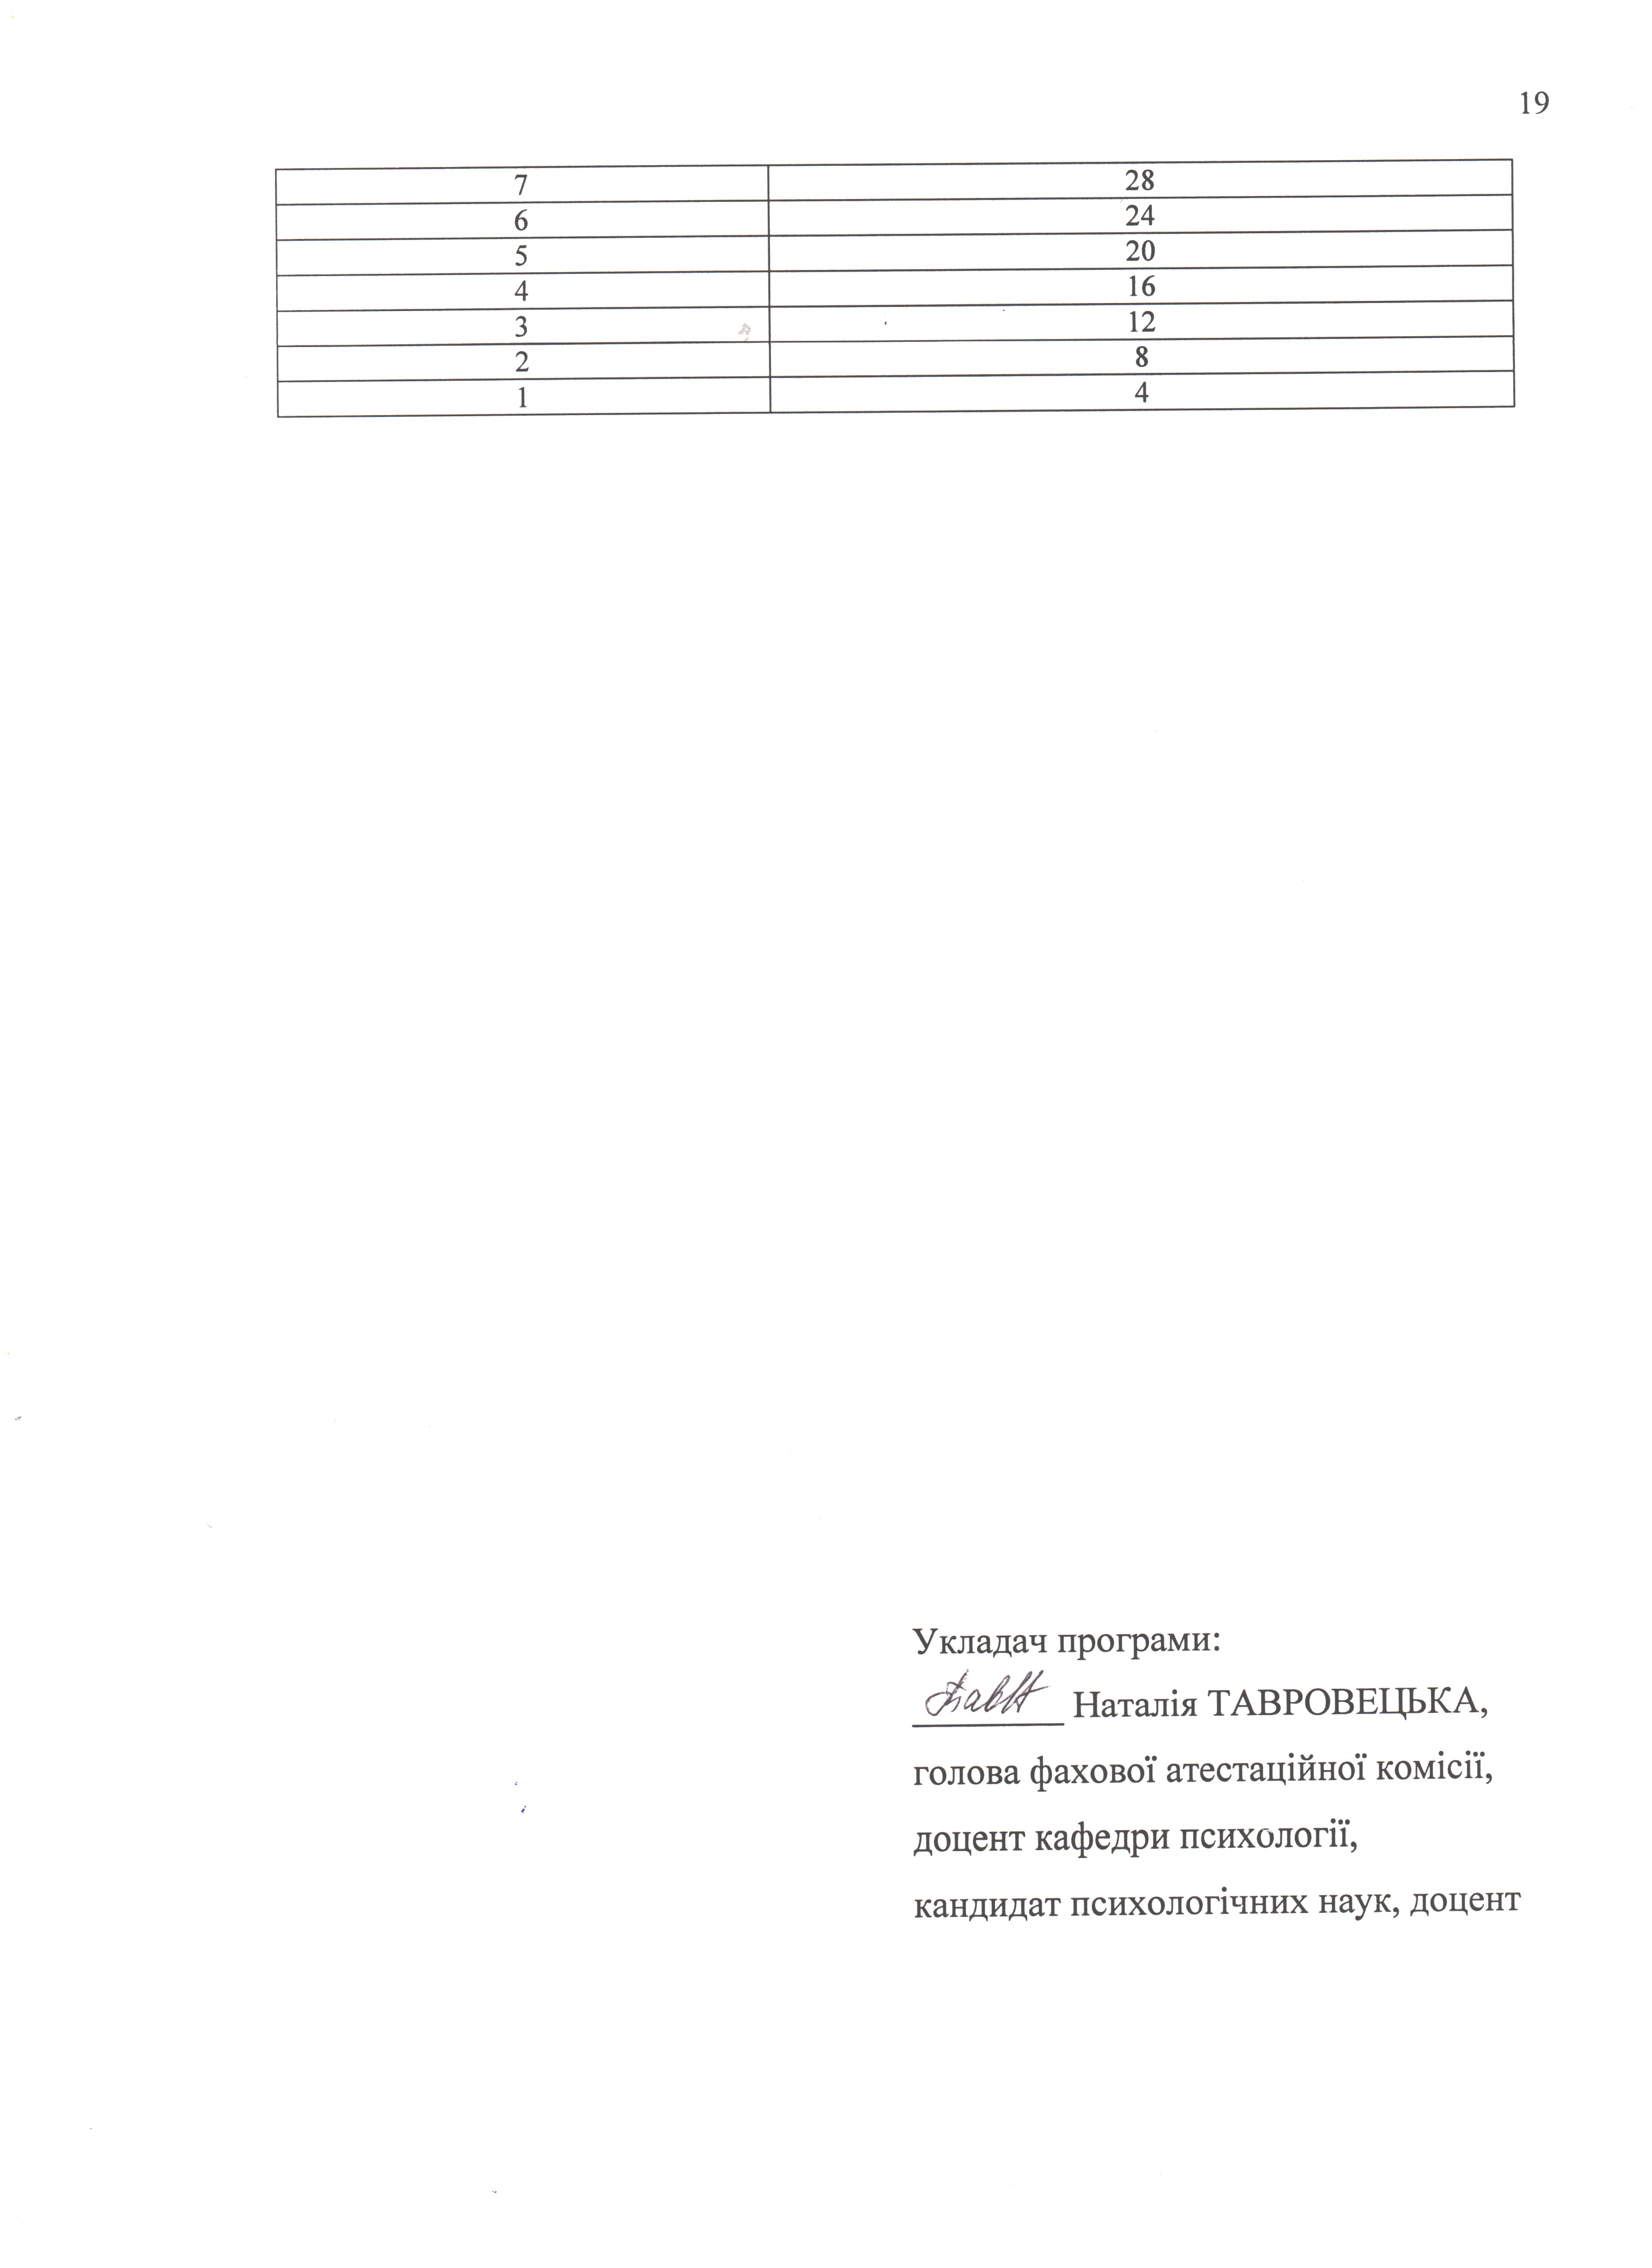 19
7 28
6 24
5 20
4 16
3 12
2 8
1 4
Укладач програми:
Наталія ТАВРОВЕЦЬКА,
голова фахової атестаційної комісії,
доцент кафедри психології,
кандидат психологічних наук, доцент